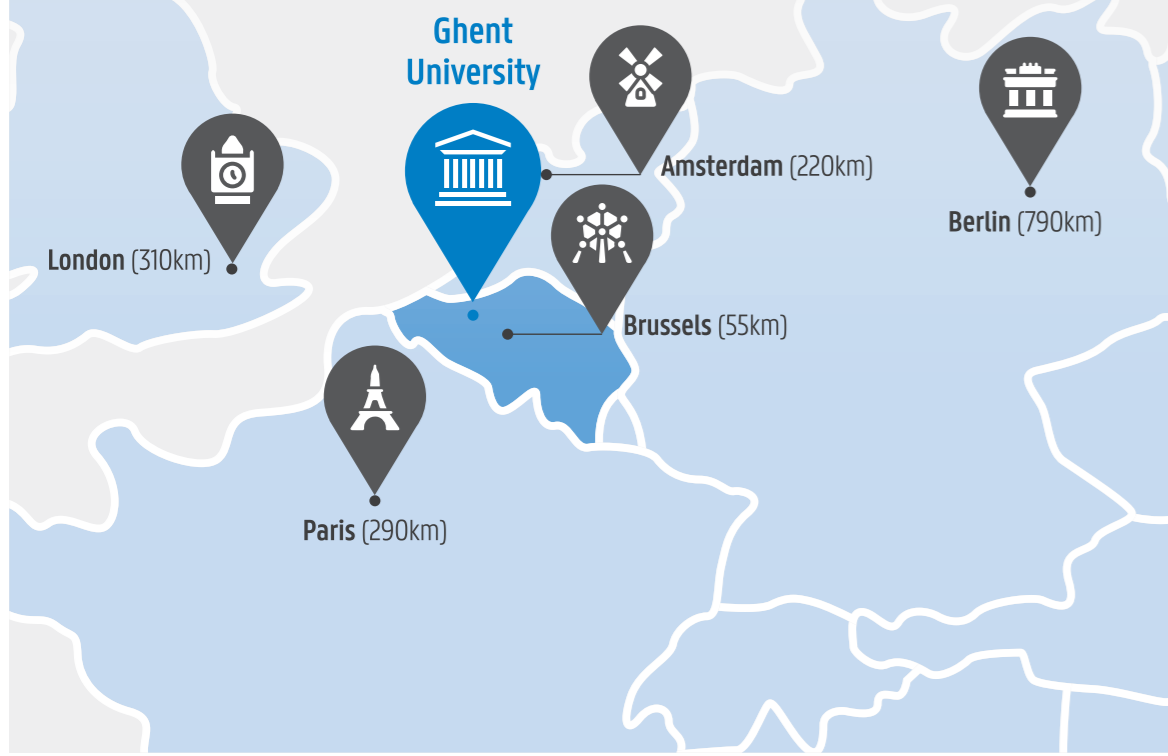 Ghent
University
Amsterdam (220km)
Berlin (790km)
London (310km)
Brussels (55km)
Paris (290km)